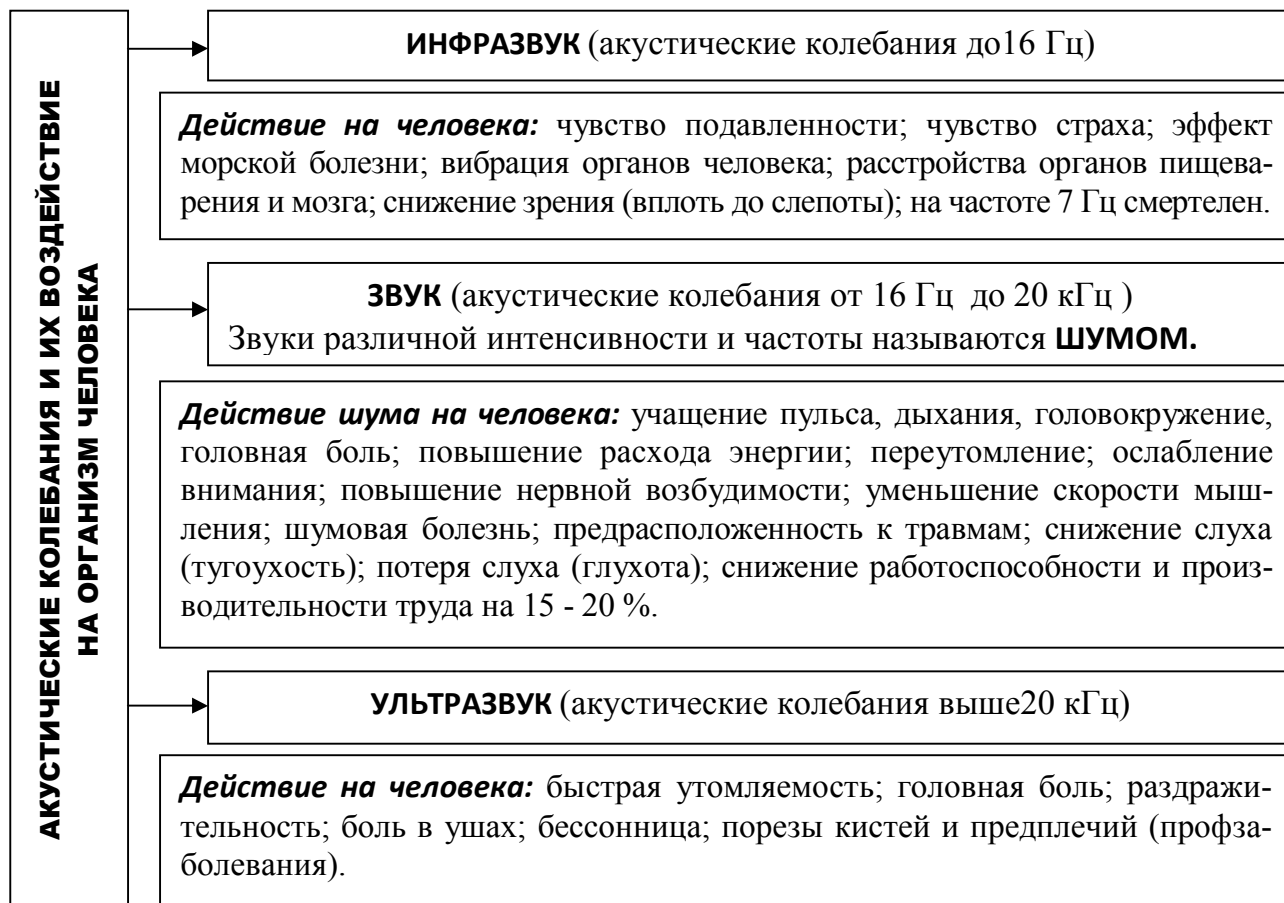 АКУСТИЧЕСКИЕ КОЛЕБАНИЯ И ИХ ВОЗДЕЙСТВИЕ
НА ОРГАНИЗМ ЧЕЛОВЕКА
ИНФРАЗВУК (акустические колебания до16 Гц)
Действие на человека: чувство подавленности; чувство страха; эффект
морской болезни; вибрация органов человека; расстройства органов пищева-
рения и мозга; снижение зрения (вплоть до слепоты); на частоте 7 Гц смертелен.
ЗВУК (акустические колебания от 16 Гц до 20 кГц )
Звуки различной интенсивности и частоты называются ШУМОМ.
Действие шума на человека: учащение пульса, дыхания, головокружение,
головная боль; повышение расхода энергии; переутомление; ослабление
внимания; повышение нервной возбудимости; уменьшение скорости мыш-
ления; шумовая болезнь; предрасположенность к травмам; снижение слуха
(тугоухость); потеря слуха (глухота); снижение работоспособности и произ-
водительности труда на 15 - 20 %.
УЛЬТРАЗВУК (акустические колебания выше20 кГц)
Действие на человека: быстрая утомляемость; головная боль; раздражи-
тельность; боль в ушах; бессонница; порезы кистей и предплечий (профза-
болевания).